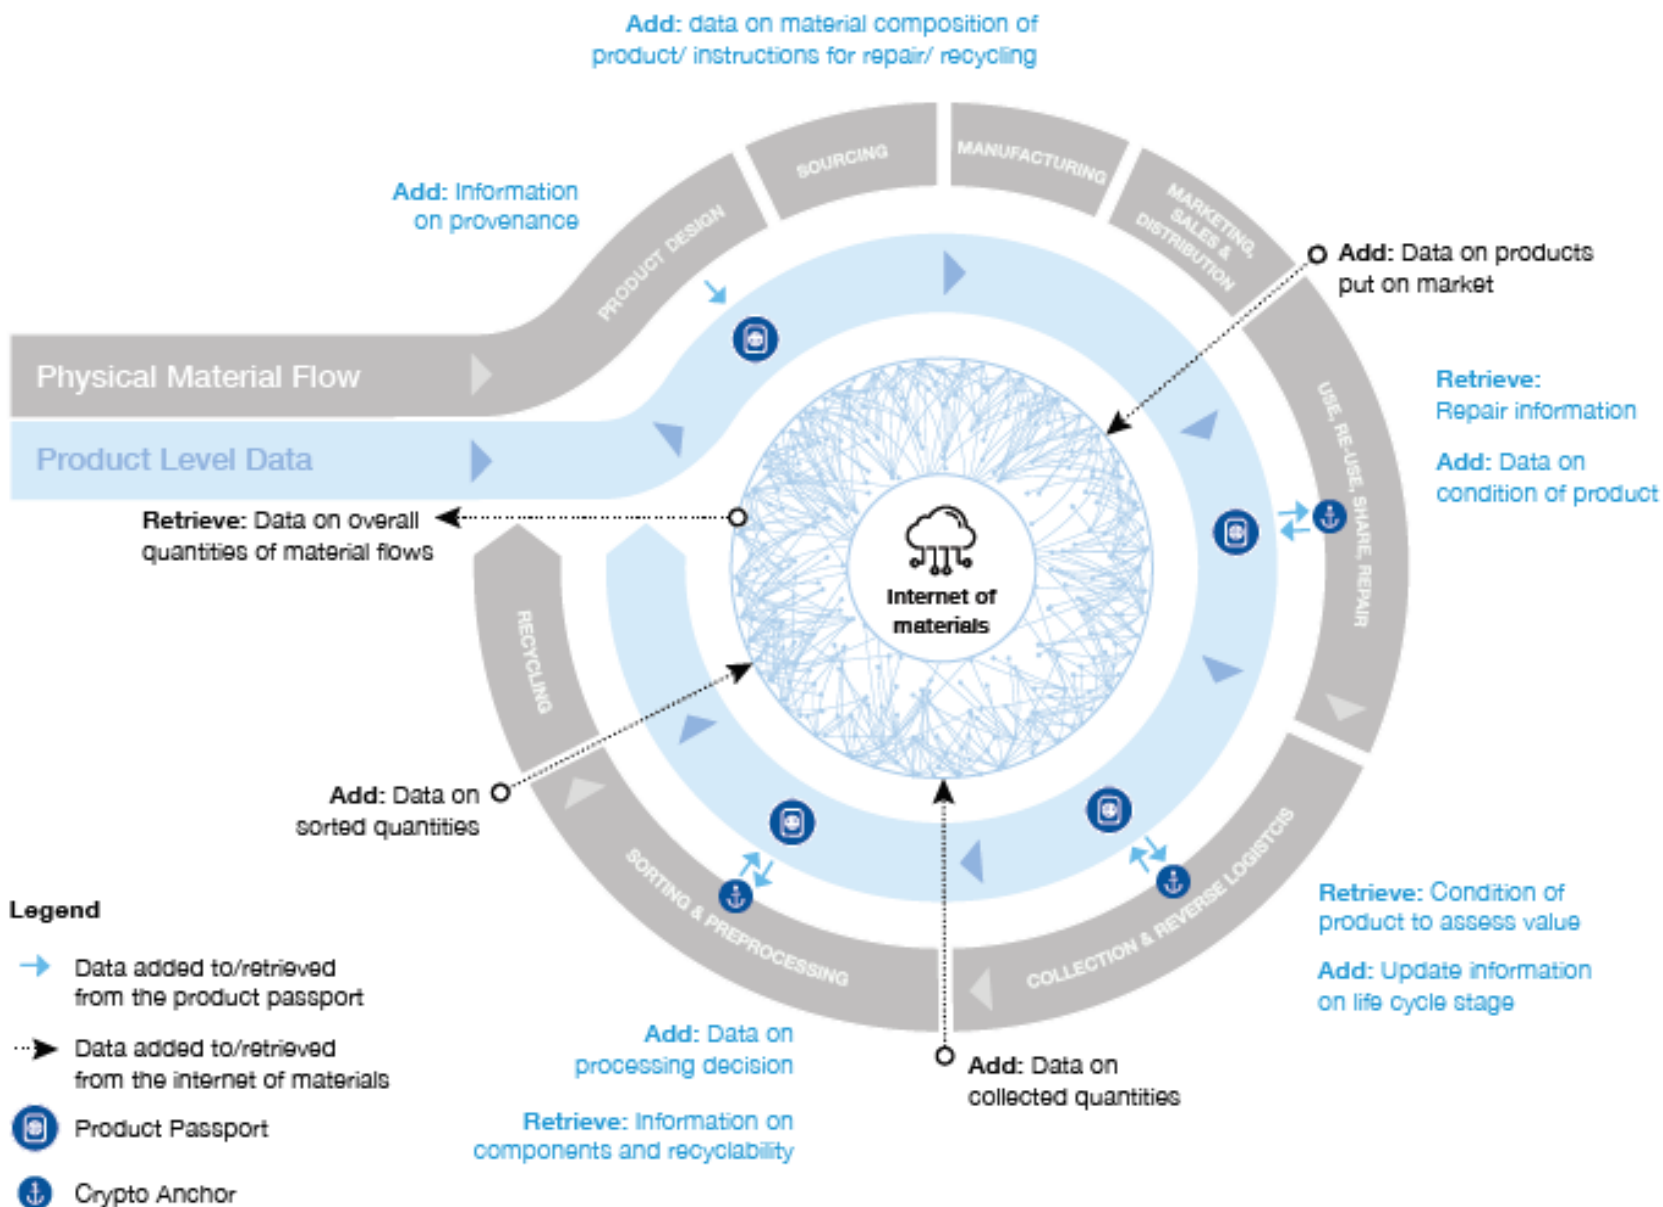 Add: data on material composition of
product/ instructions for repair/ recycling
SOURCING
MANUFACTURING
MARKETING,
SALES &
DISTRIBUTION
Add: Information
on provenance
PRODUCT DESIGN
Add: Data on products
put on market
Physical Material Flow
Product Level Data
USE, RE-USE, SHARE, REPAIR
Retrieve:
Repair information
Add: Data on
condition of product
Retrieve: Data on overall
quantities of material flows
Internet of
materials
RECYCLING
Add: Data on
sorted quantities
SORTING & PREPROCESSING
COLLECTION & REVERSE LOGISTCIS
Retrieve: Condition of
product to assess value
Add: Update information
on life cycle stage
Add: Data on
processing decision
Retrieve: Information on
components and recyclability
Add: Data on
collected quantities
Legend
Data added to/retrieved
from the product passport
Data added to/retrieved
from the internet of materials
Product Passport
Crypto Anchor